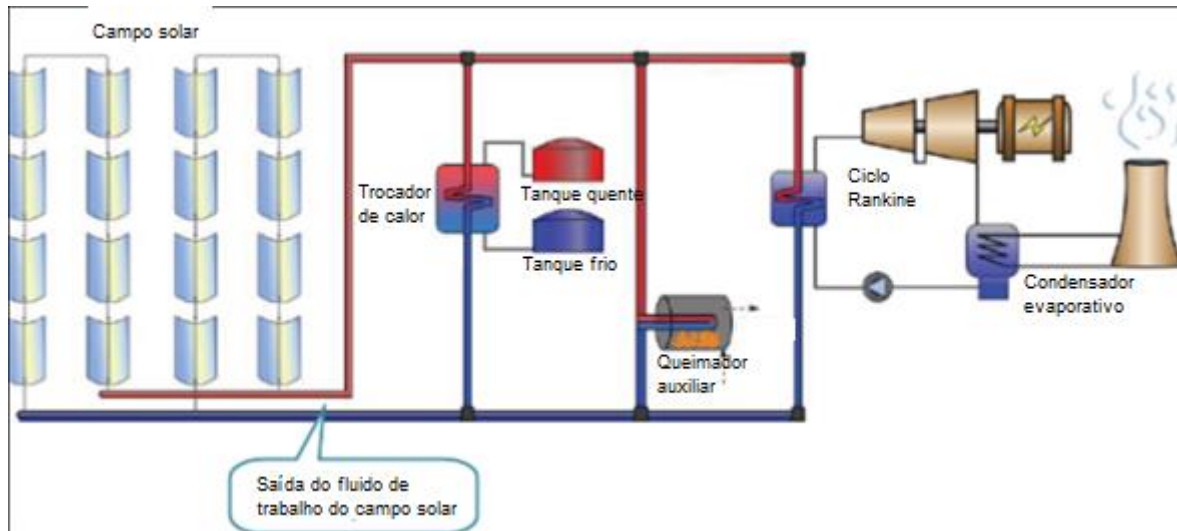 Campo solar
Trocador
de calor
Tanque quente
Tanque frio
Queimador
auxiliar
Ciclo
Rankine
Condensador
evaporativo
Saída do fluido de
trabalho do campo solar